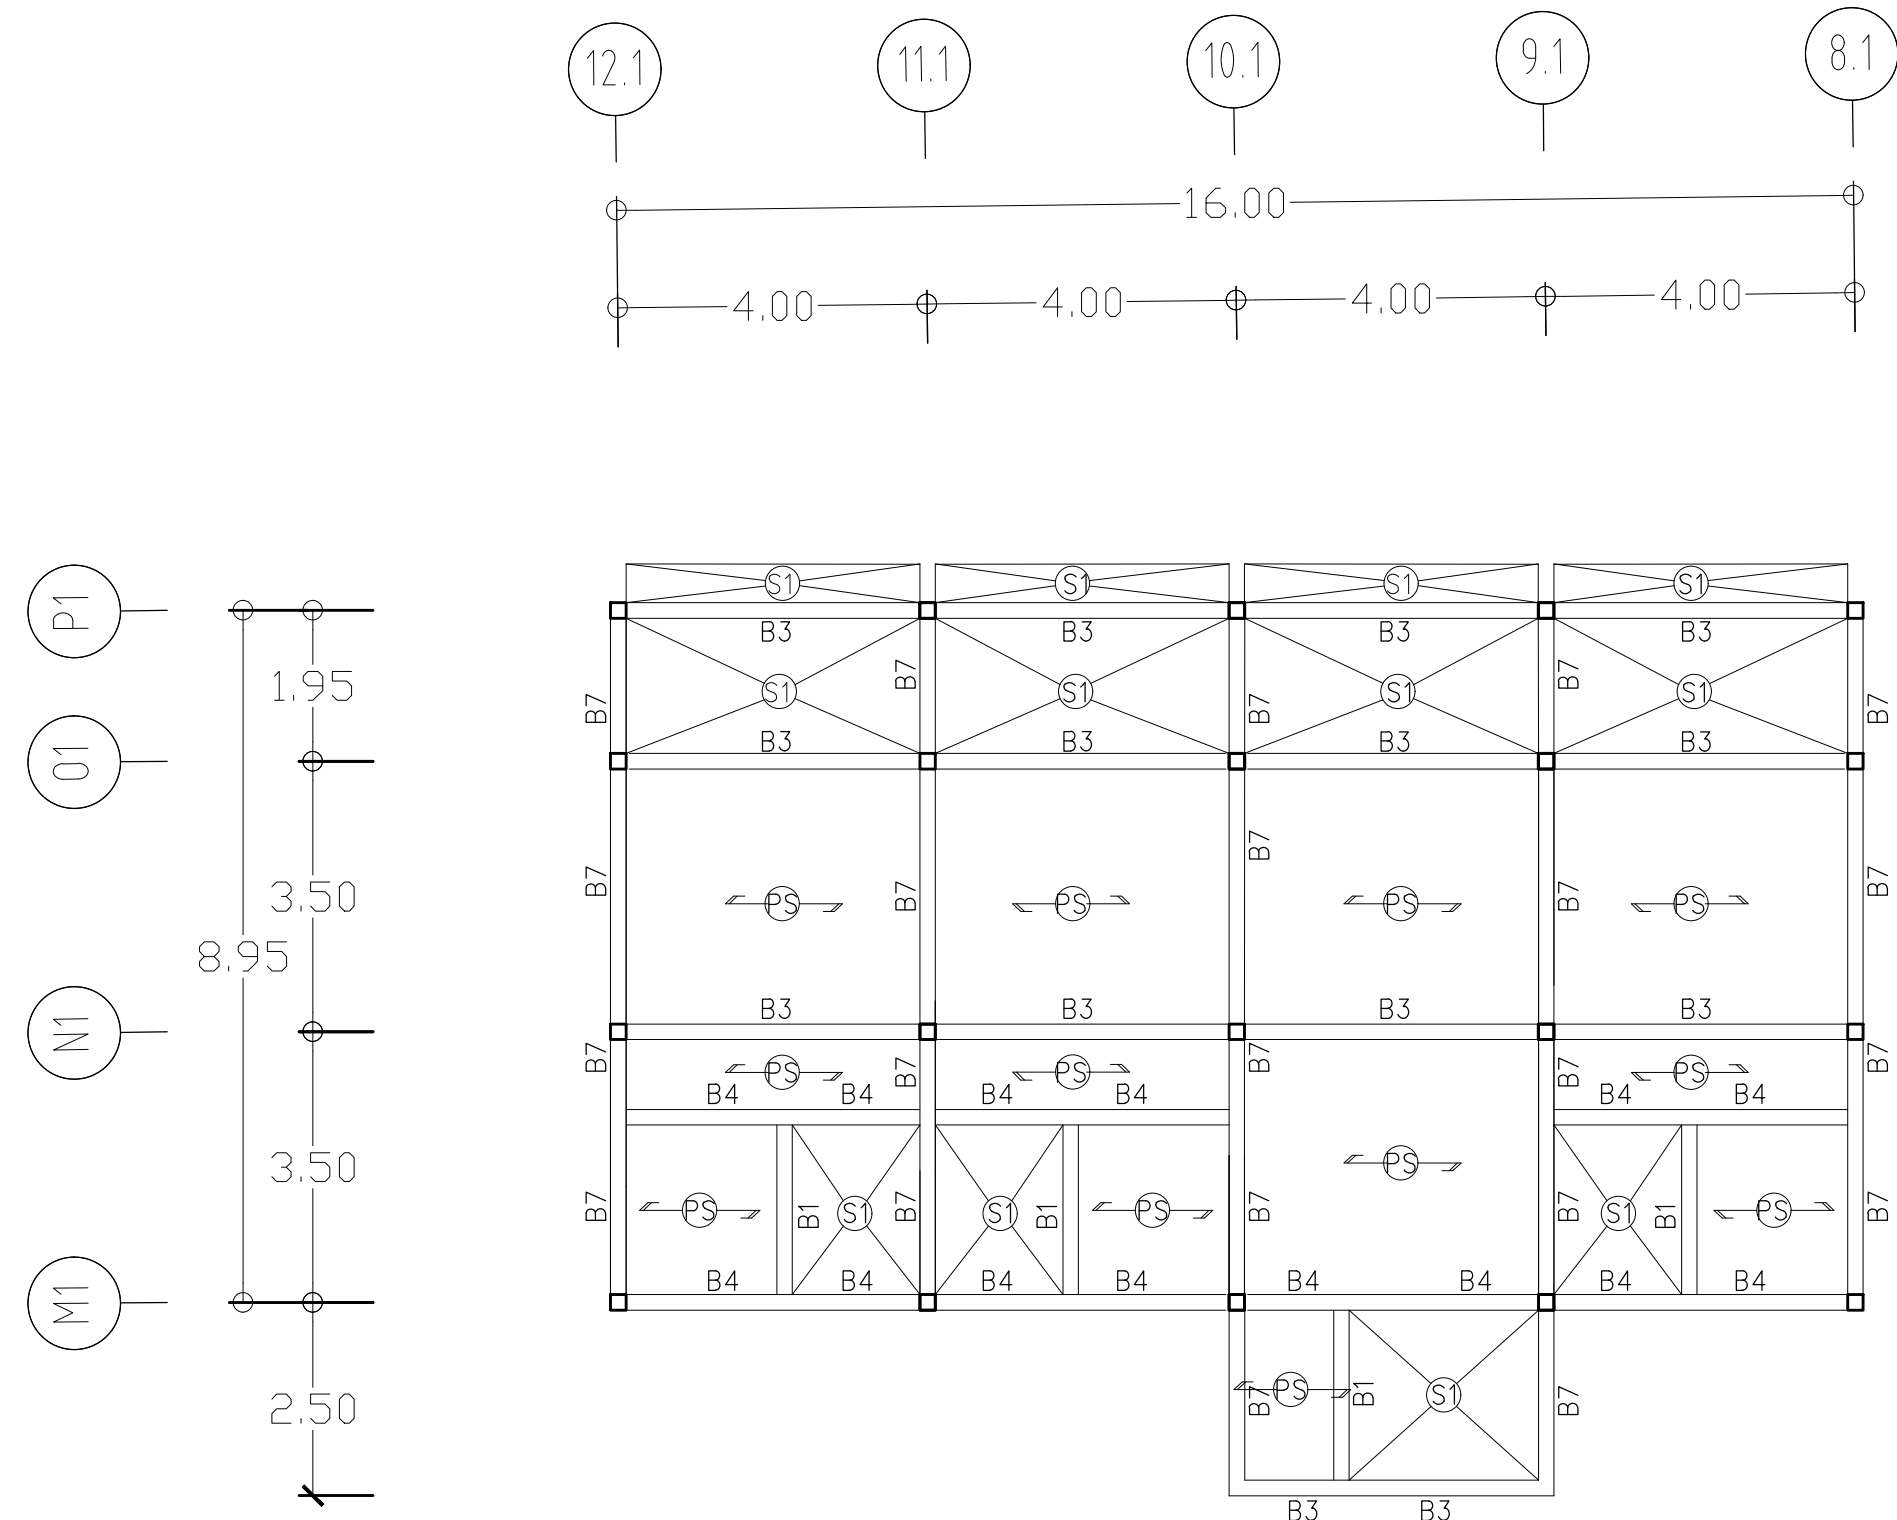 12.1 11.1 10.1 9.1 8.1
16.00
4.00 4.00 4.00 4.00
S1 S1 S1 S1
P1
B3 B3 B3 B3
B7 B7
1.95
S1 S1 S1 S1
B7 B7 B7 B7
B3 B3 B3 B3
01
B7
B7 B7 B7 B7
3.50
PS PS PS PS
8.95
B3 B3 B3 B3
N1
B7 B7 B7 B7 B7 B7
PS PS PS
B4 B4 B4 B4 B4 B4
3.50
PS
B7 PS B1 S1 B7 S1 B1 PS B7 B7 S1 B1 PS B7
B4 B4 B4 B4 B4 B4 B4 B4
M1
2.50
B7 PS B1 S1 B7
B3 B3